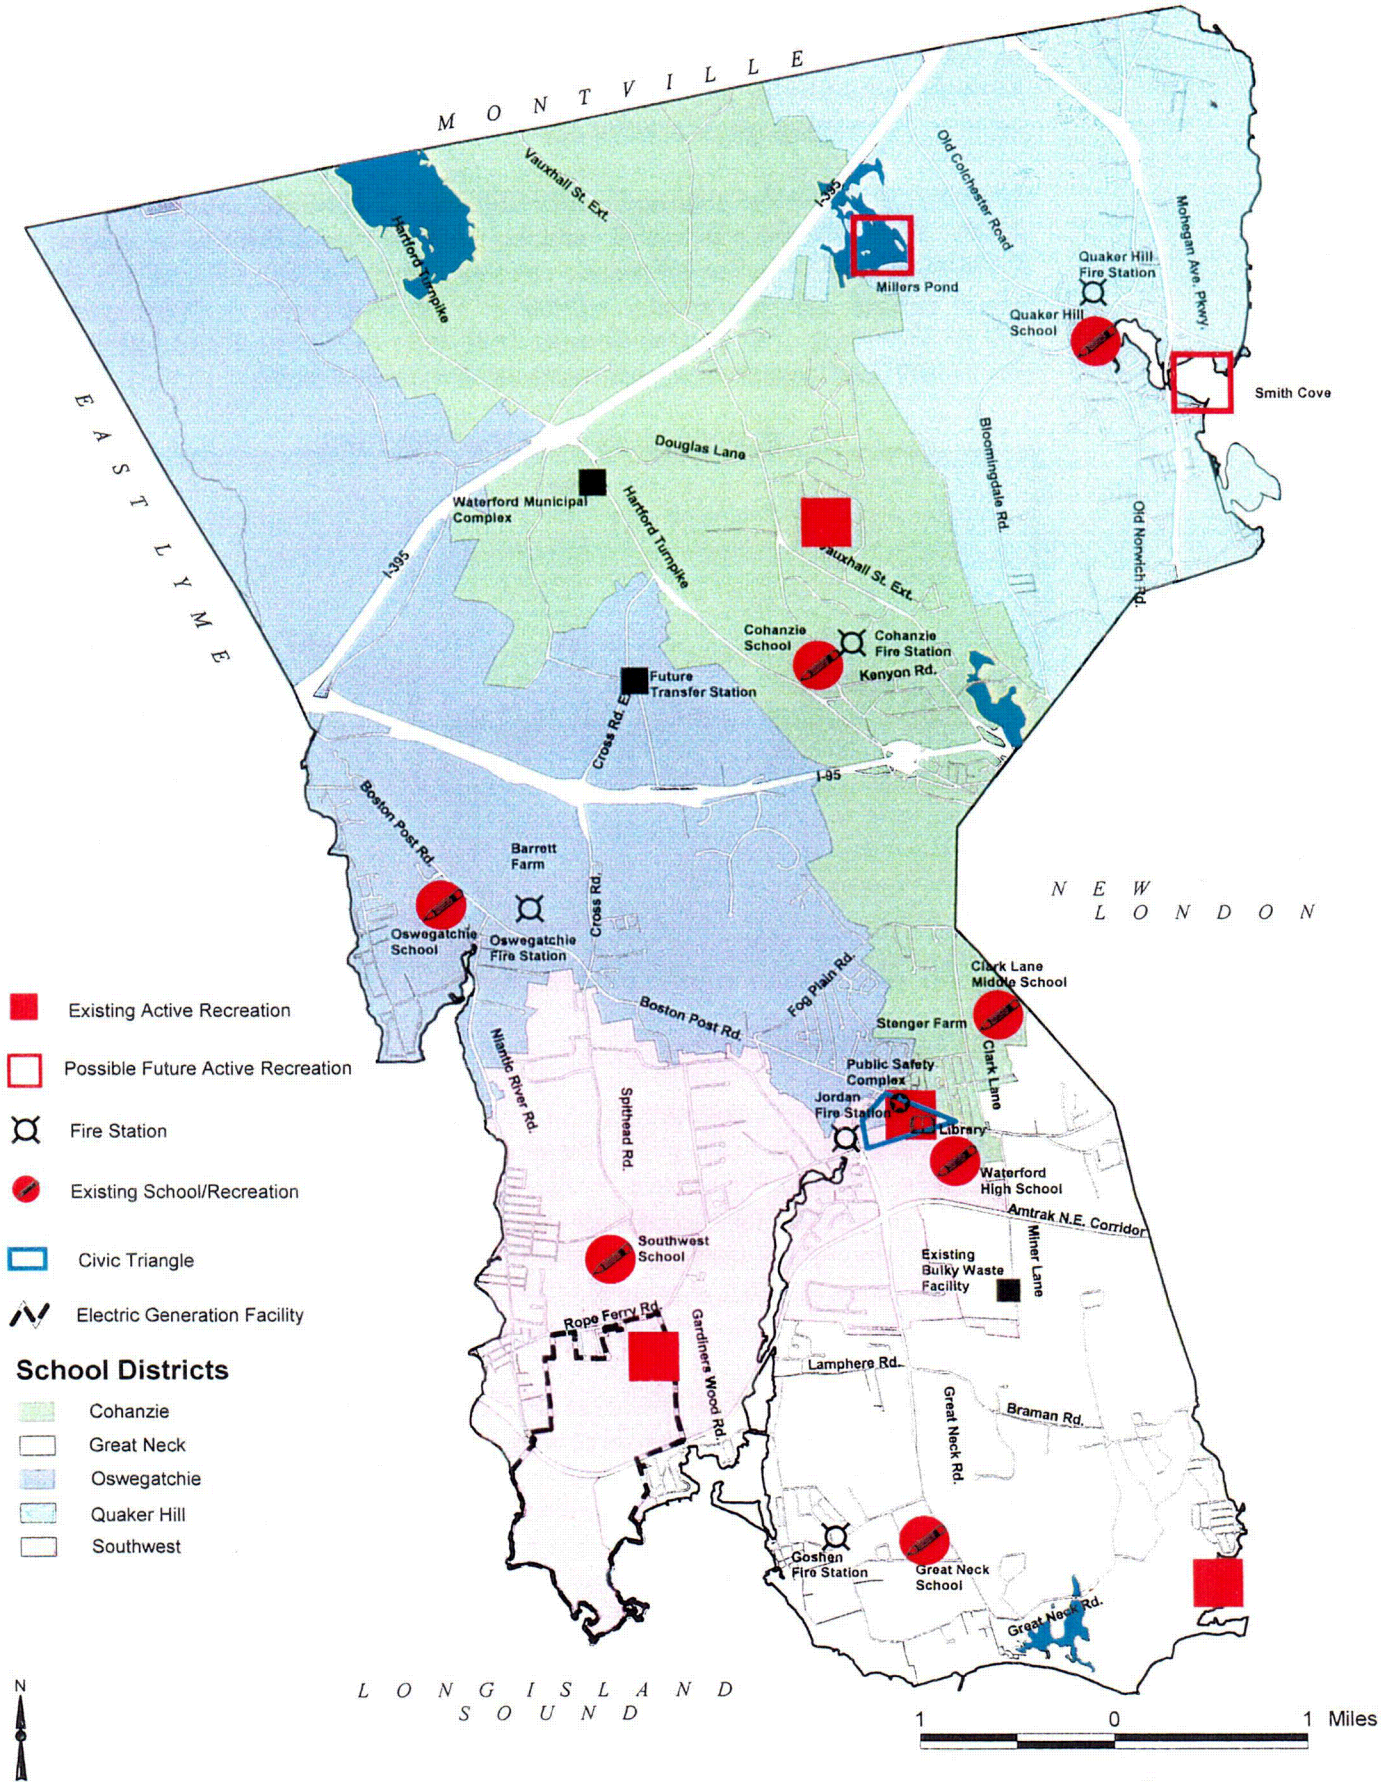 M O N T V I L L E
Vauxhall St. Ext.
Hartford Turnpike
I-395
Old Colchester Road
Mohegan Ave. Pkwy.
Millers Pond
Quaker Hill
Fire Station
Quaker Hill
School
Smith Cove
E A S T L Y M E
Douglas Lane
Bloomingdale Rd.
Old Norwich Rd.
Waterford Municipal
Complex
Hartford Turnpike
I-395
Vauxhall St. Ext.
Cohanzie
School
Cohanzie
Fire Station
Kenyon Rd.
Future
Transfer Station
Cross Rd. E
I-95
Boston Post Rd.
Barrett
Farm
Cross Rd.
Oswegatchie
School
Oswegatchie
Fire Station
N E W
L O N D O N
Fog Plain Rd.
Boston Post Rd.
Clark Lane
Middle School
Stenger Farm
Clark Lane
Public Safety
Complex
Jordan
Fire Station
Library
Waterford
High School
Niantic River Rd.
Spithead Rd.
Amtrak N.E. Corridor
Southwest
School
Existing
Bulky Waste
Facility
Miner Lane
Rope Ferry Rd.
Gardiners Wood Rd.
Lamphere Rd.
Great Neck Rd.
Braman Rd.
Goshen
Fire Station
Great Neck
School
Great Neck Rd.
L O N G I S L A N D
S O U N D
Existing Active Recreation
Possible Future Active Recreation
Fire Station
Existing School/Recreation
Civic Triangle
Electric Generation Facility
School Districts
Cohanzie
Great Neck
Oswegatchie
Quaker Hill
Southwest
N
1 0 1 Miles